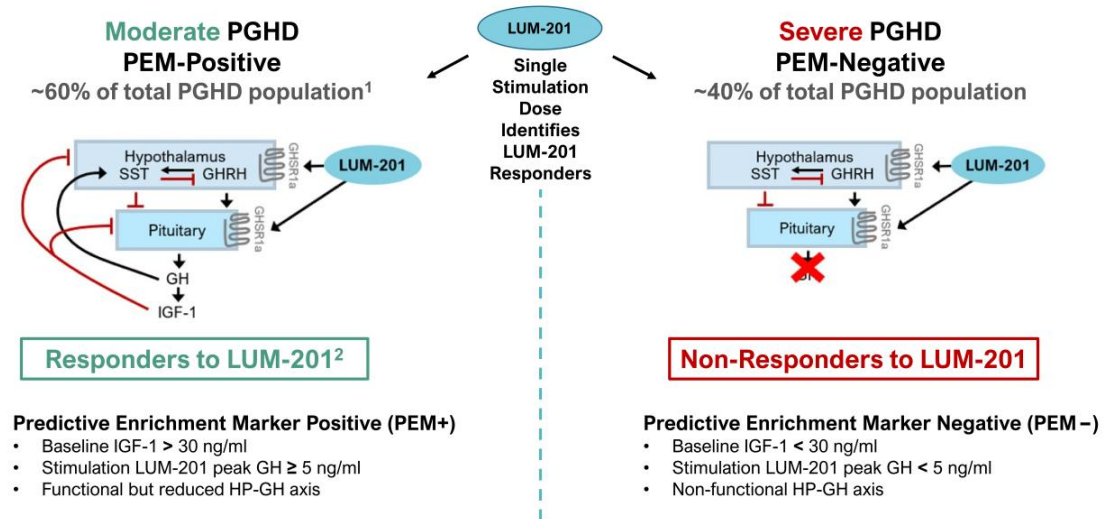 Moderate PGHD
PEM-Positive
~60% of total PGHD population1
Hypothalamus
SST GHRH
GHSR1a
LUM-201
Pituitary
GHSR1a
GH
IGF-1
Responders to LUM-201²
Predictive Enrichment Marker Positive (PEM+)
• Baseline IGF-1 > 30 ng/ml
• Stimulation LUM-201 peak GH ≥ 5 ng/ml
• Functional but reduced HP-GH axis
LUM-201
Single
Stimulation
Dose
Identifies
LUM-201
Responders
Severe PGHD
PEM-Negative
~40% of total PGHD population
Hypothalamus
SST GHRH
GHSR1a
LUM-201
Pituitary
GHSR1a
Non-Responders to LUM-201
Predictive Enrichment Marker Negative (PEM−)
• Baseline IGF-1 < 30 ng/ml
• Stimulation LUM-201 peak GH < 5 ng/ml
• Non-functional HP-GH axis